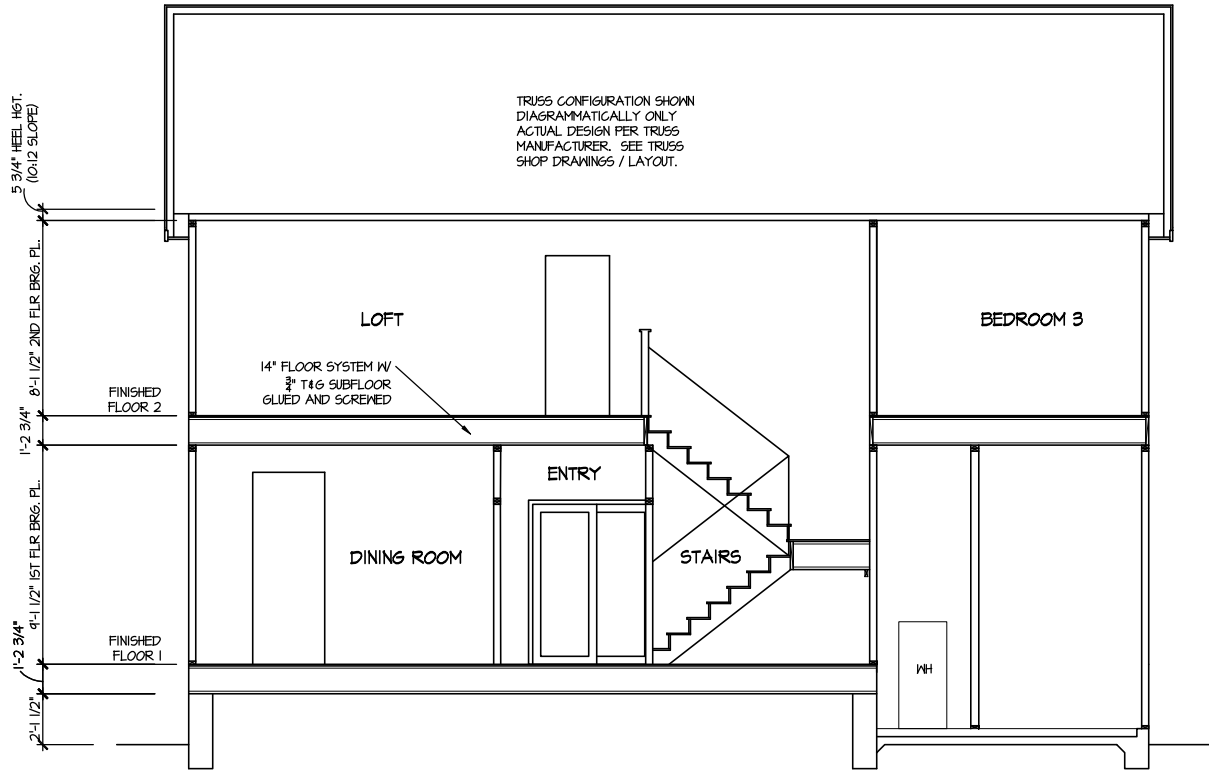 TRUSS CONFIGURATION SHOWN
DIAGRAMMATICALLY ONLY
ACTUAL DESIGN PER TRUSS
MANUFACTURER. SEE TRUSS
SHOP DRAWINGS / LAYOUT.
5 3/4" HEEL HGT.
(10:12 SLOPE)
8'-1 1/2" 2ND FLR BRG. PL.
LOFT
BEDROOM 3
14" FLOOR SYSTEM W/
3/4" T&G SUBFLOOR
GLUED AND SCREWED
FINISHED
FLOOR 2
1'-2 3/4"
ENTRY
9'-1 1/2" 1ST FLR BRG. PL.
DINING ROOM
STAIRS
FINISHED
FLOOR 1
1'-2 3/4"
WH
2'-1 1/2"